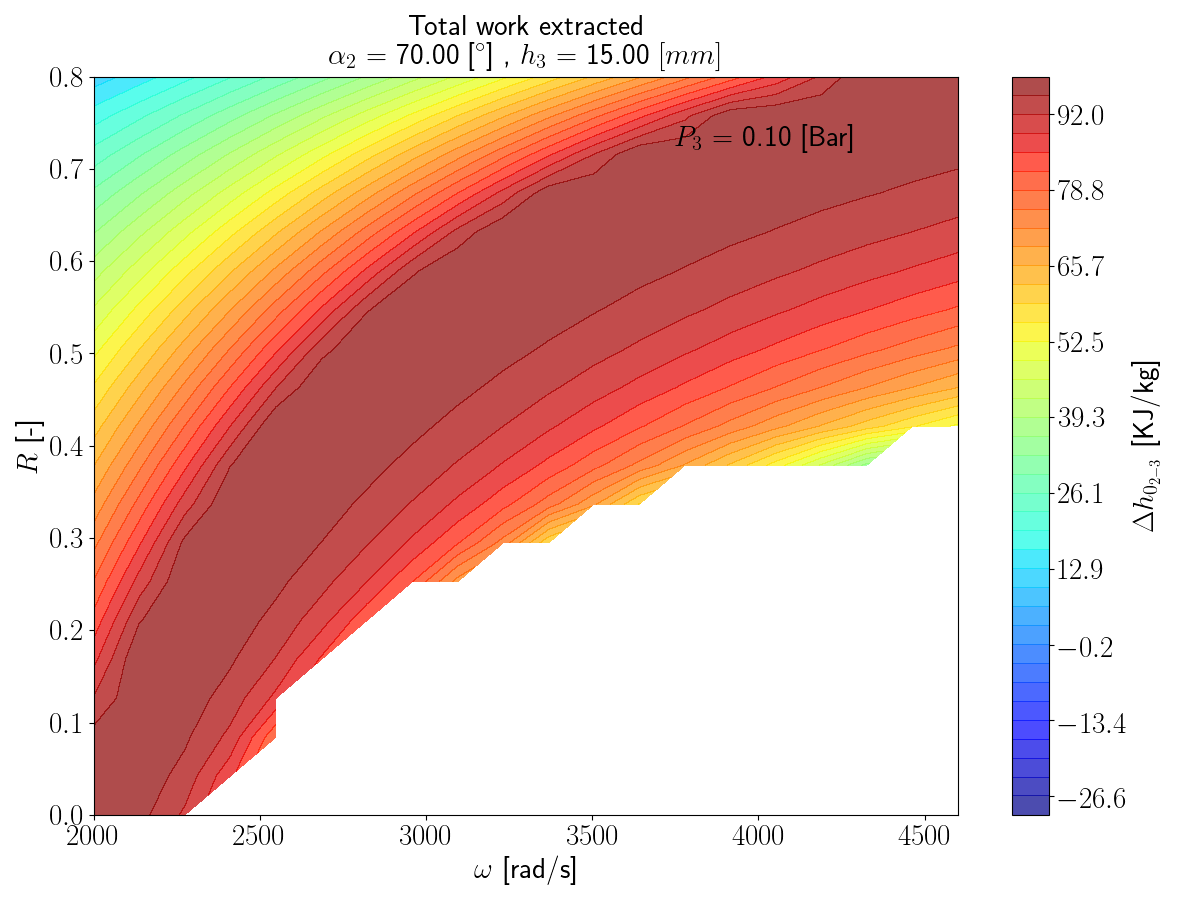 Total work extracted
α₂ = 70.00 [°] , h₃ = 15.00 [mm]
P₃ = 0.10 [Bar]
0.8
0.7
0.6
0.5
0.4
0.3
0.2
0.1
0.0
R [-]
2000 2500 3000 3500 4000 4500
ω [rad/s]
92.0
78.8
65.7
52.5
39.3
26.1
12.9
−0.2
−13.4
−26.6
Δh₀₂₋₃ [KJ/kg]